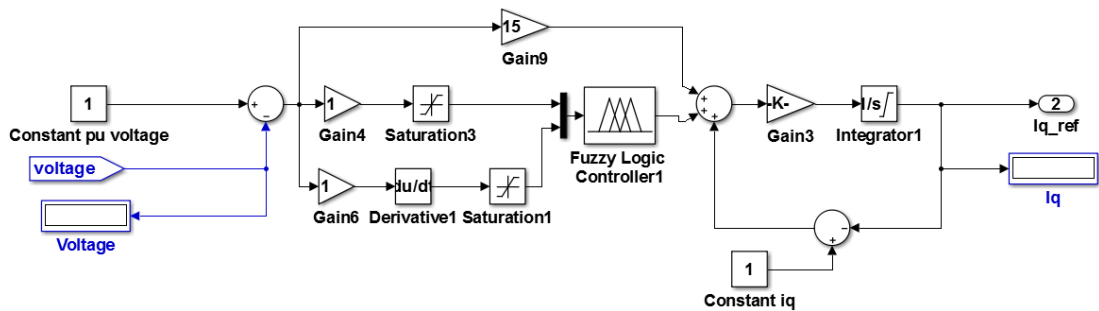 15
Gain9
1
Constant pu voltage
+
−
1
Gain4
Saturation3
Fuzzy Logic
Controller1
+
+
+
-K-
Gain3
1/s
Integrator1
2
Iq_ref
voltage
Voltage
1
Gain6
du/dt
Derivative1
Saturation1
Iq
−
+
1
Constant iq